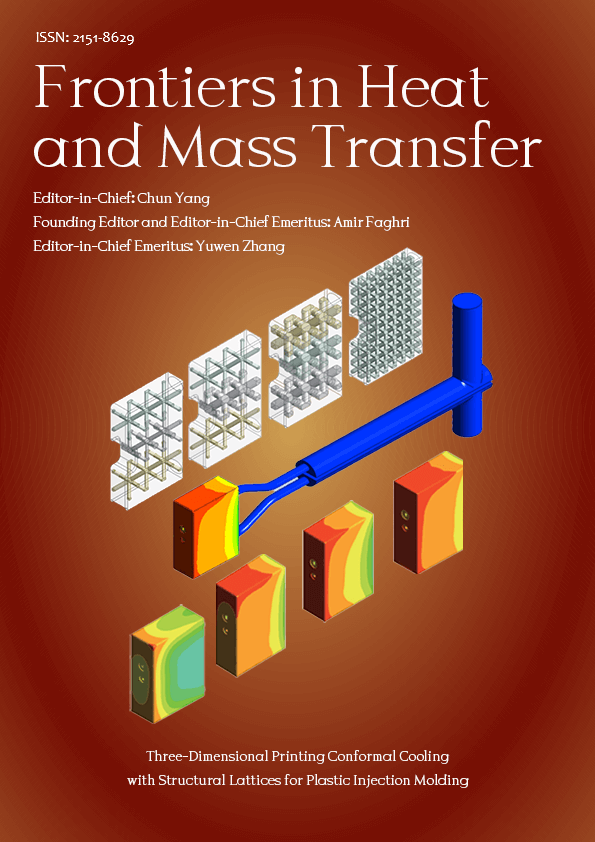 ISSN: 2151-8629
Frontiers in Heat
and Mass Transfer
Editor-in-Chief: Chun Yang
Founding Editor and Editor-in-Chief Emeritus: Amir Faghri
Editor-in-Chief Emeritus: Yuwen Zhang
Three-Dimensional Printing Conformal Cooling
with Structural Lattices for Plastic Injection Molding